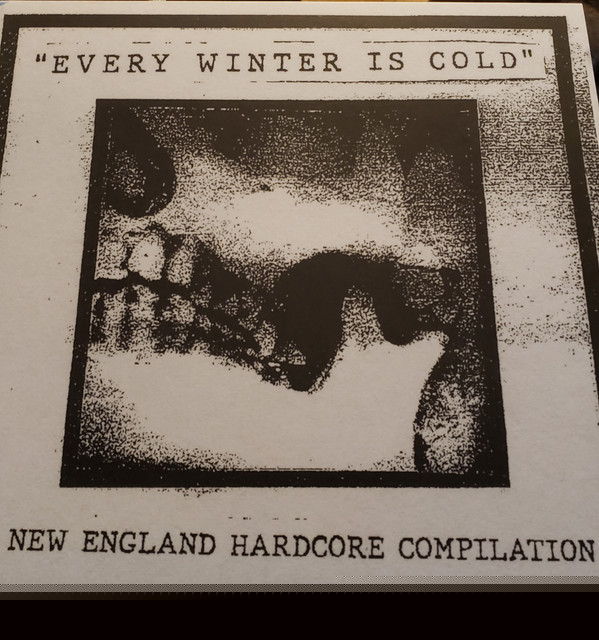 "EVERY WINTER IS COLD"
NEW ENGLAND HARDCORE COMPILATION